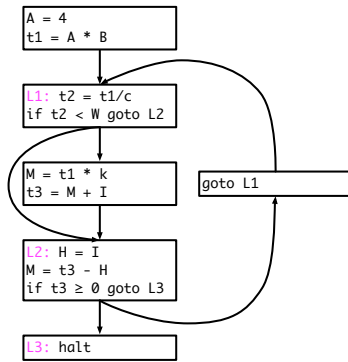 A = 4
t1 = A * B
L1: t2 = t1/c
if t2 < W goto L2
M = t1 * k
t3 = M + I
goto L1
L2: H = I
M = t3 - H
if t3 ≥ 0 goto L3
L3: halt